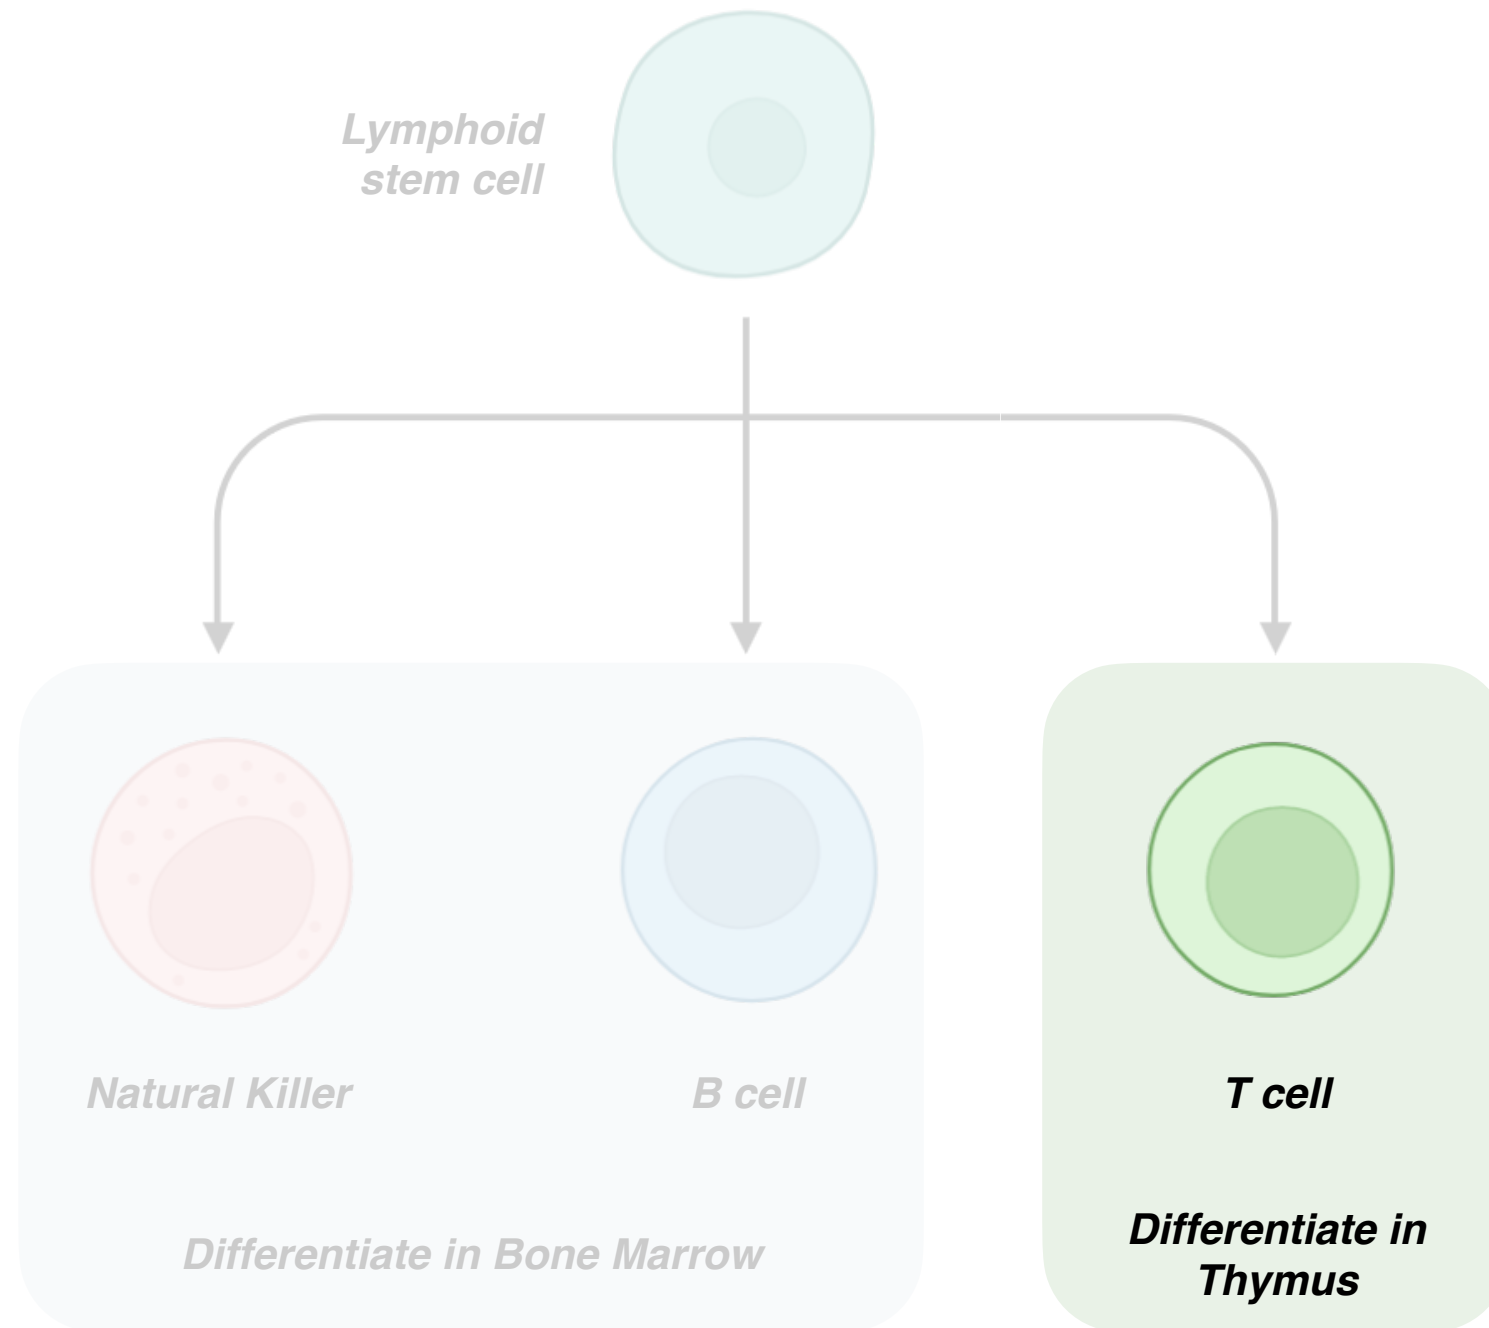 Lymphoid
stem cell
Natural Killer
B cell
T cell
Differentiate in Bone Marrow
Differentiate in
Thymus